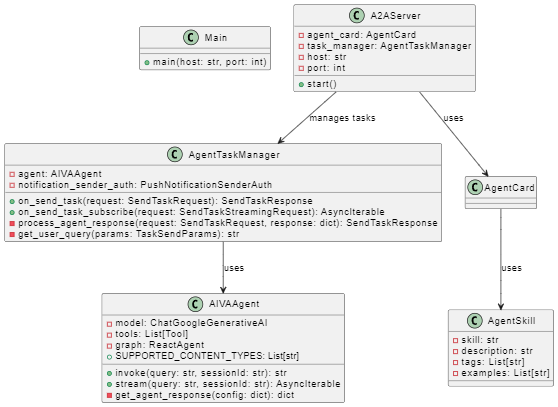 C Main
main(host: str, port: int)
C A2AServer
agent_card: AgentCard
task_manager: AgentTaskManager
host: str
port: int
start()
manages tasks
uses
C AgentTaskManager
agent: AIVAAgent
notification_sender_auth: PushNotificationSenderAuth
on_send_task(request: SendTaskRequest): SendTaskResponse
on_send_task_subscribe(request: SendTaskStreamingRequest): AsyncIterable
process_agent_response(request: SendTaskRequest, response: dict): SendTaskResponse
get_user_query(params: TaskSendParams): str
C AgentCard
uses
uses
C AIVAAgent
model: ChatGoogleGenerativeAI
tools: List[Tool]
graph: ReactAgent
SUPPORTED_CONTENT_TYPES: List[str]
invoke(query: str, sessionId: str): str
stream(query: str, sessionId: str): AsyncIterable
get_agent_response(config: dict): dict
C AgentSkill
skill: str
description: str
tags: List[str]
examples: List[str]